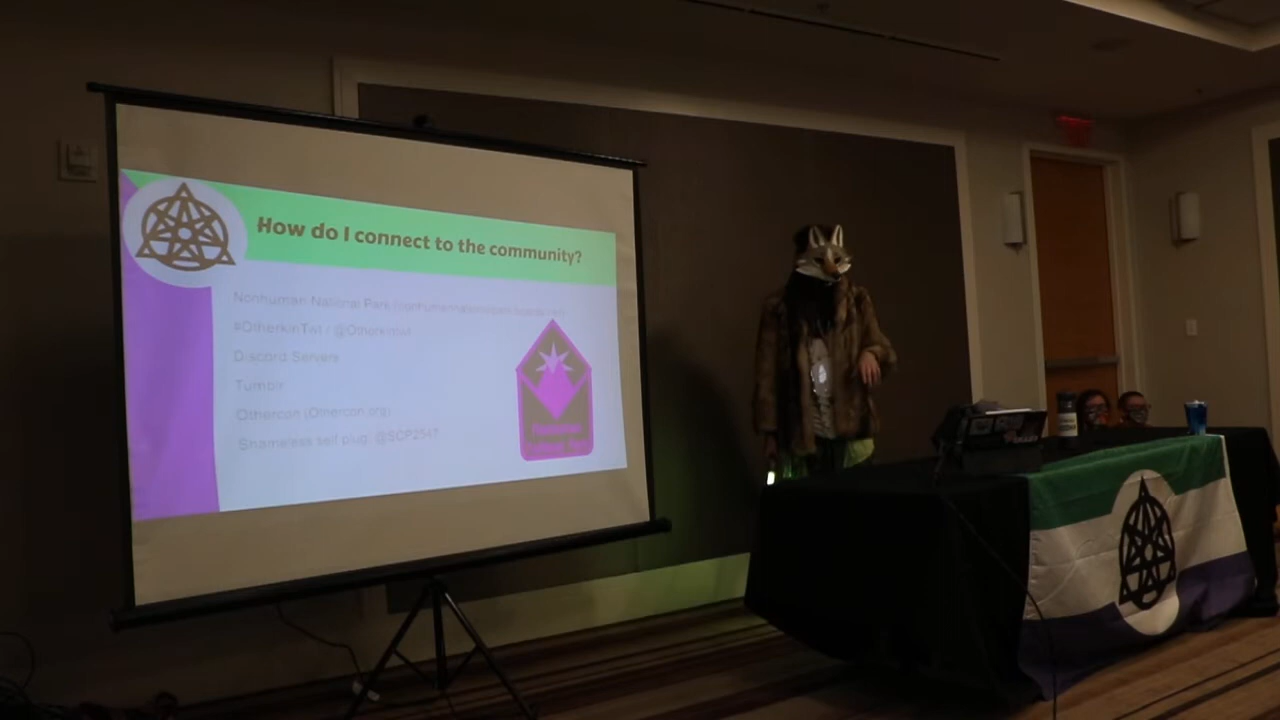 How do I connect to the community?
Nonhuman National Park
#OtherkinTwt / @Otherkintwt
Discord Servers
Tumblr
Othercon (Othercon.org)
Shameless self plug: @SCP2547